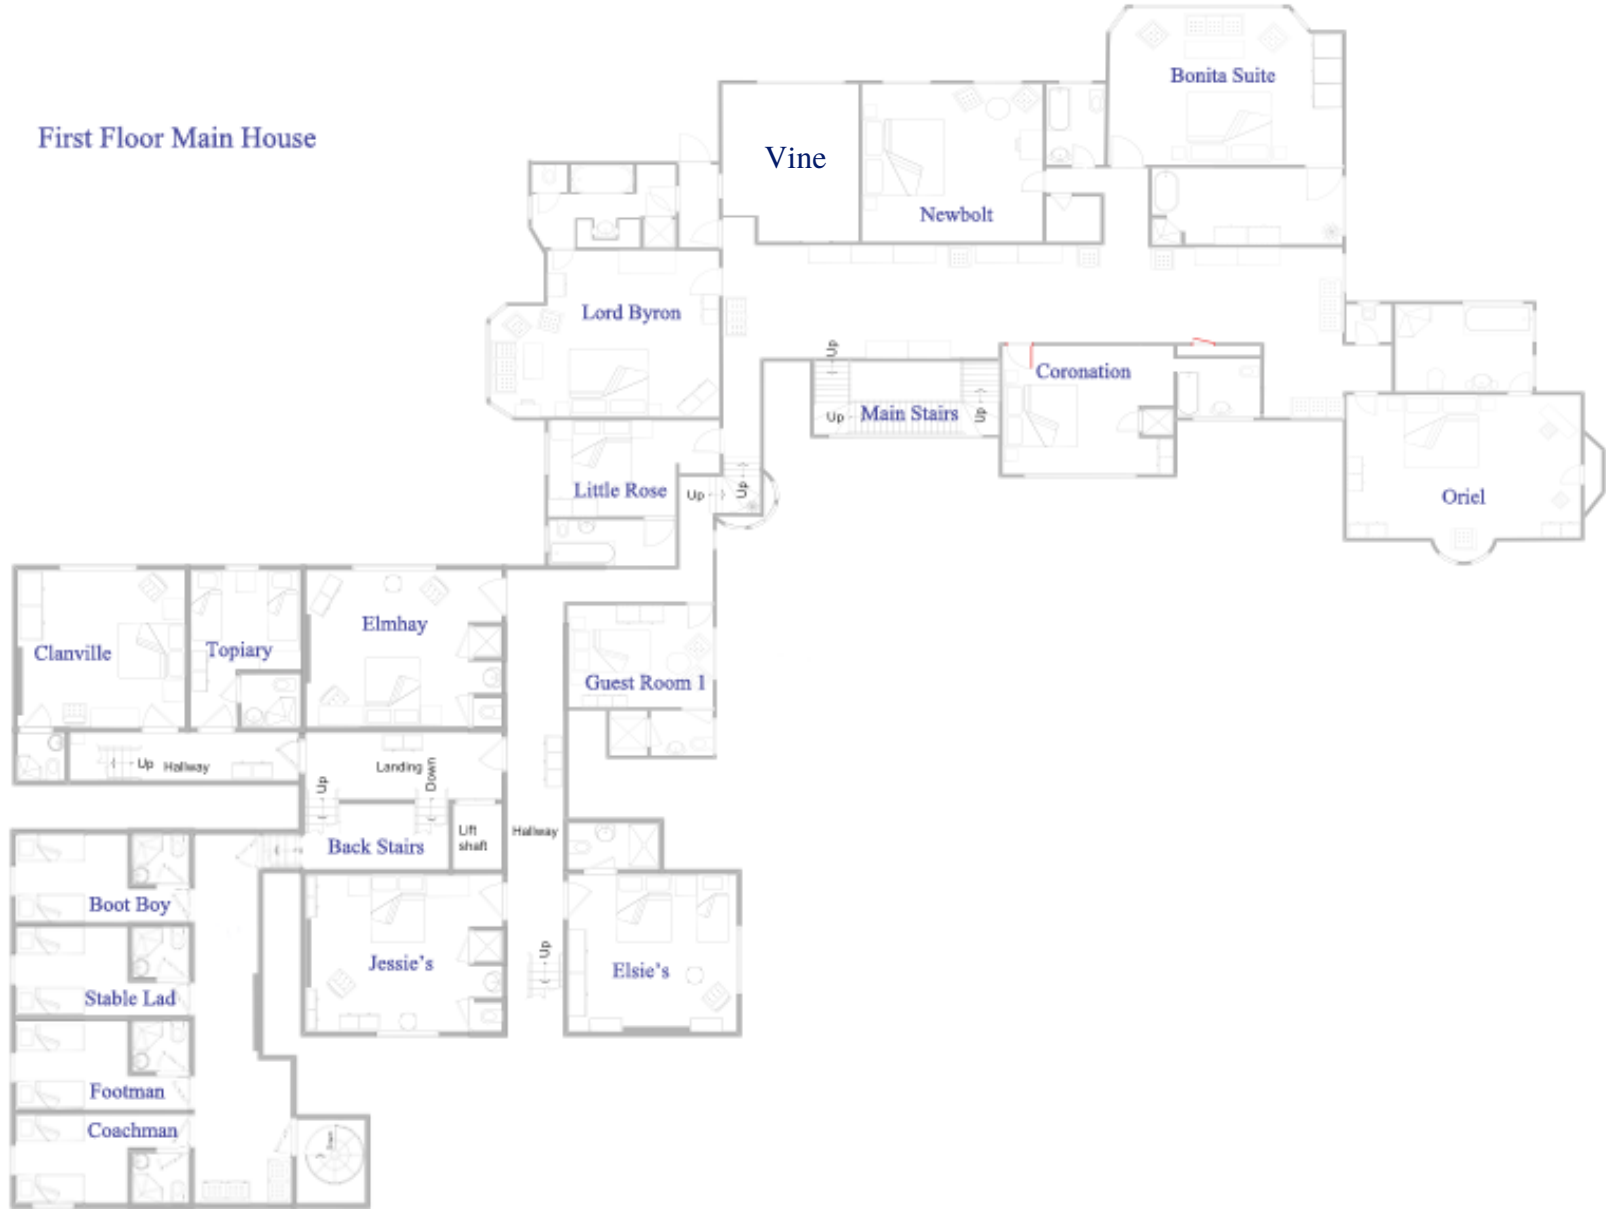 Bonita Suite
First Floor Main House
Vine
Newbolt
Lord Byron
Up
Coronation
Up
Main Stairs
Up
Little Rose
Up
Up
Oriel
Elmhay
Clanville
Topiary
Guest Room 1
Up
Hallway
Landing
Down
Up
Lift
shaft
Hallway
Back Stairs
Boot Boy
Jessie's
Up
Elsie's
Stable Lad
Footman
Coachman